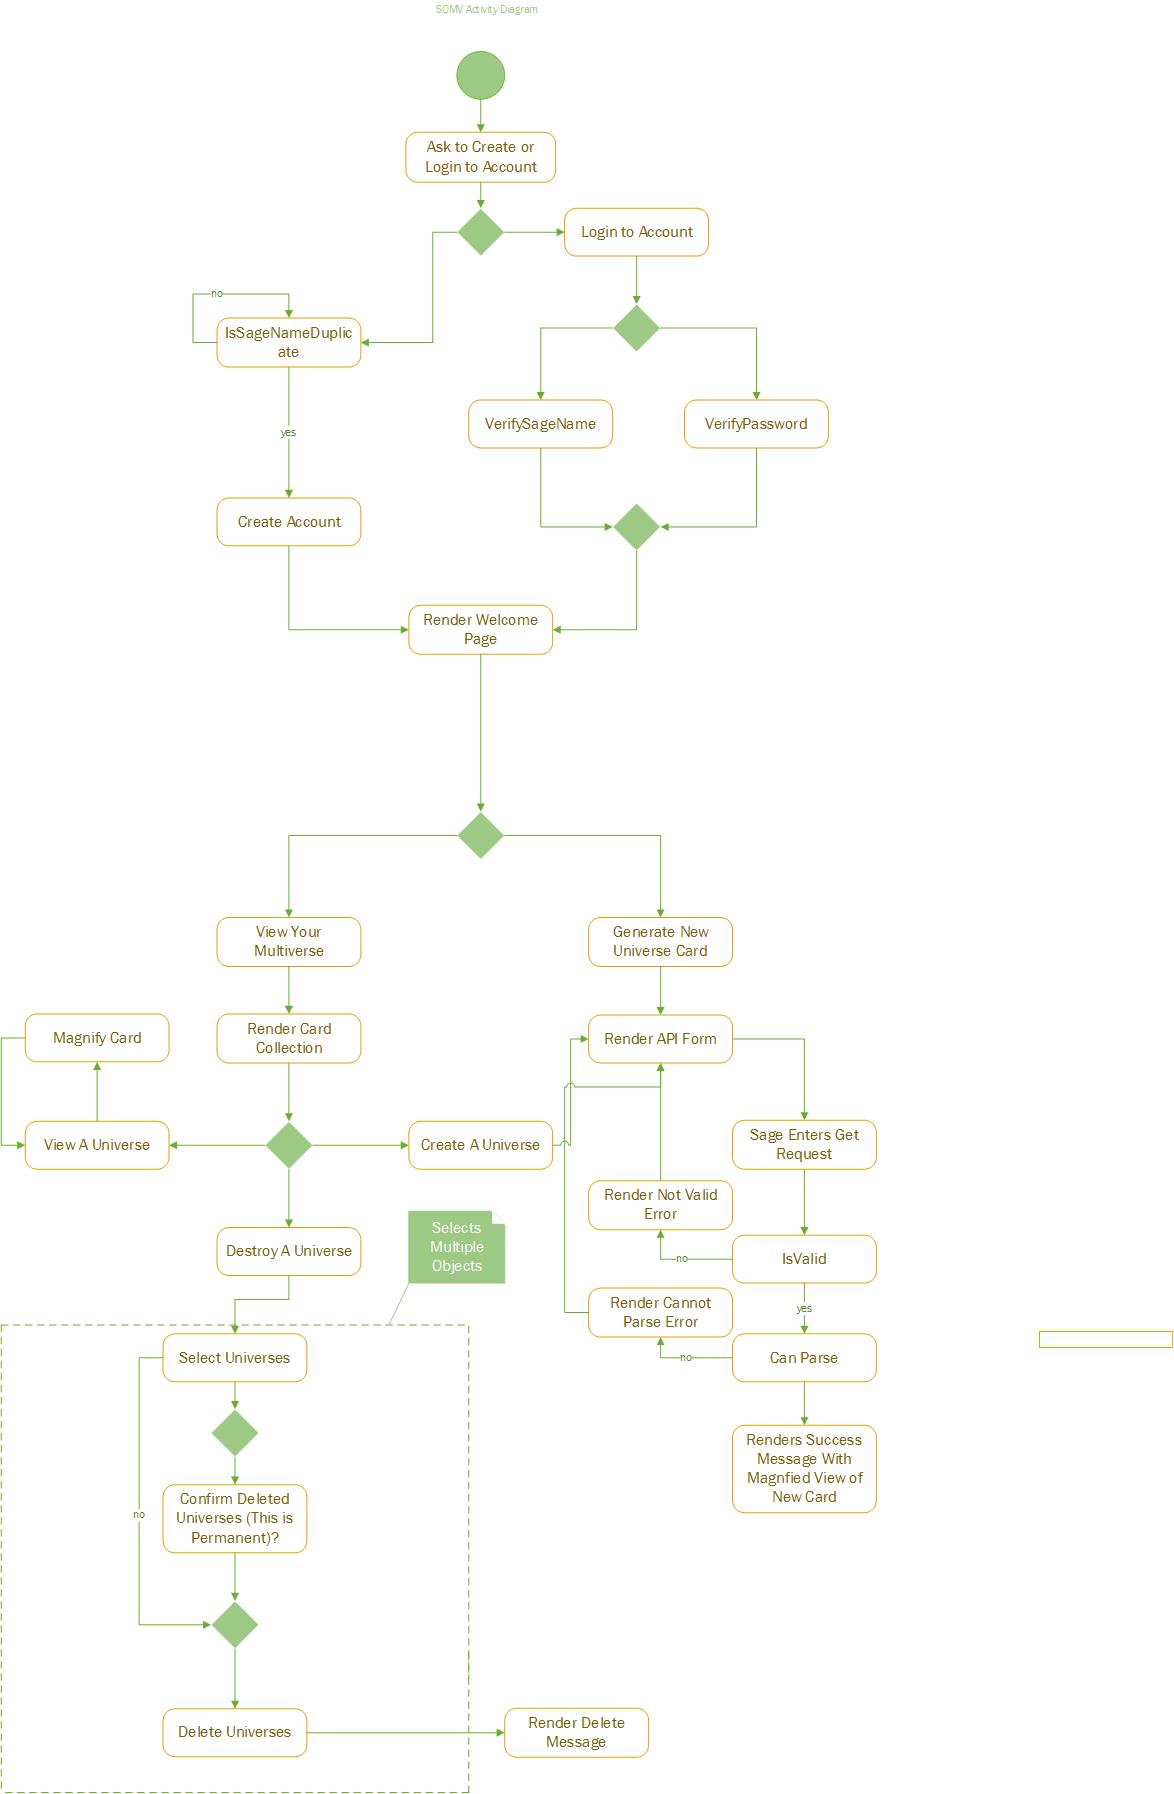 SOMV Activity Diagram
Ask to Create or
Login to Account
Login to Account
no
IsSageNameDuplic
ate
VerifySageName
VerifyPassword
yes
Create Account
Render Welcome
Page
View Your
Multiverse
Generate New
Universe Card
Magnify Card
Render Card
Collection
Render API Form
View A Universe
Create A Universe
Sage Enters Get
Request
Render Not Valid
Error
Destroy A Universe
Selects
Multiple
Objects
no
IsValid
Render Cannot
Parse Error
yes
Select Universes
no
Can Parse
Renders Success
Message With
Magnfied View of
New Card
Confirm Deleted
Universes (This is
Permanent)?
no
Delete Universes
Render Delete
Message